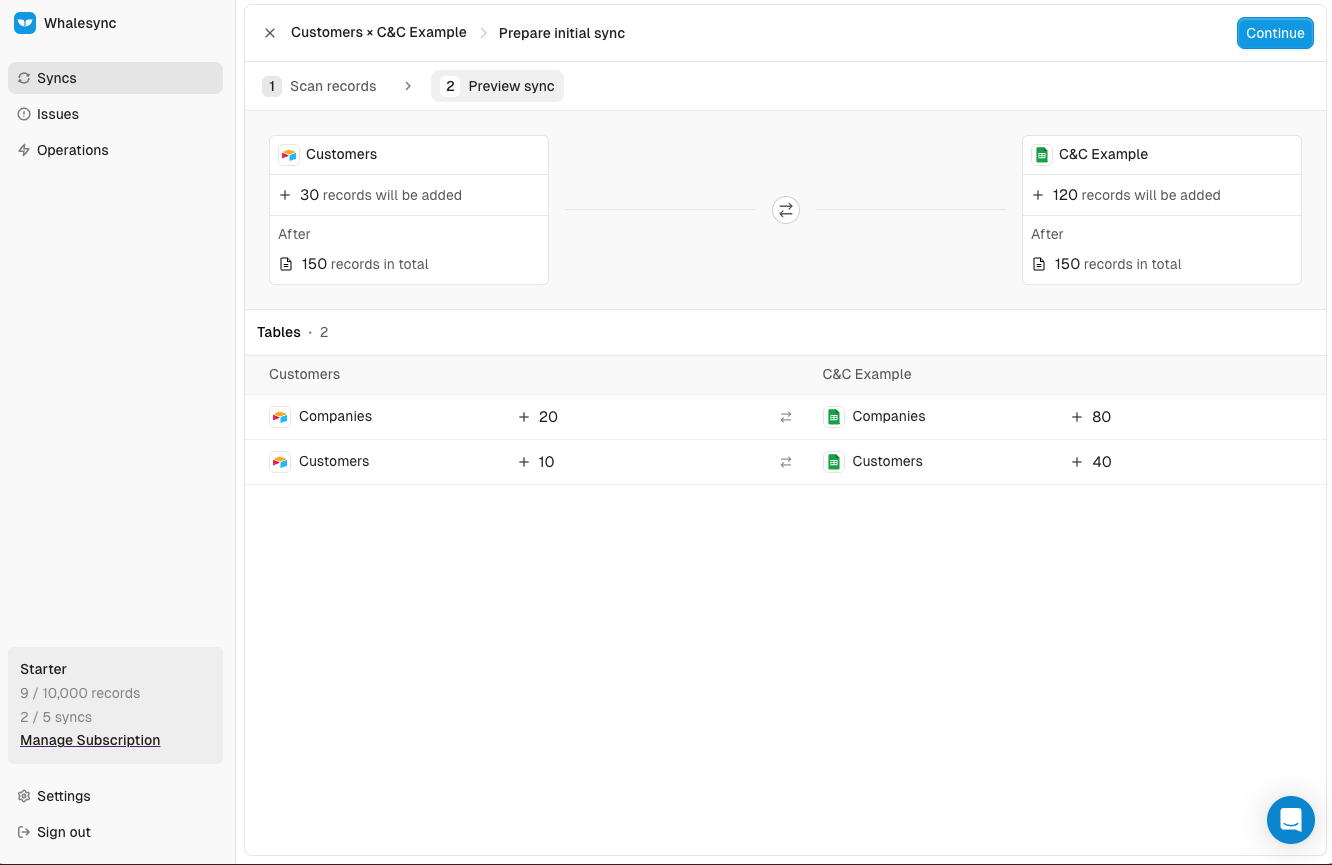 Whalesync
Syncs
Issues
Operations
Customers × C&C Example
Prepare initial sync
Continue
1 Scan records
2 Preview sync
Customers
+ 30 records will be added
After
150 records in total
C&C Example
+ 120 records will be added
After
150 records in total
Tables · 2
Customers C&C Example
Companies + 20 Companies + 80
Customers + 10 Customers + 40
Starter
9 / 10,000 records
2 / 5 syncs
Manage Subscription
Settings
Sign out